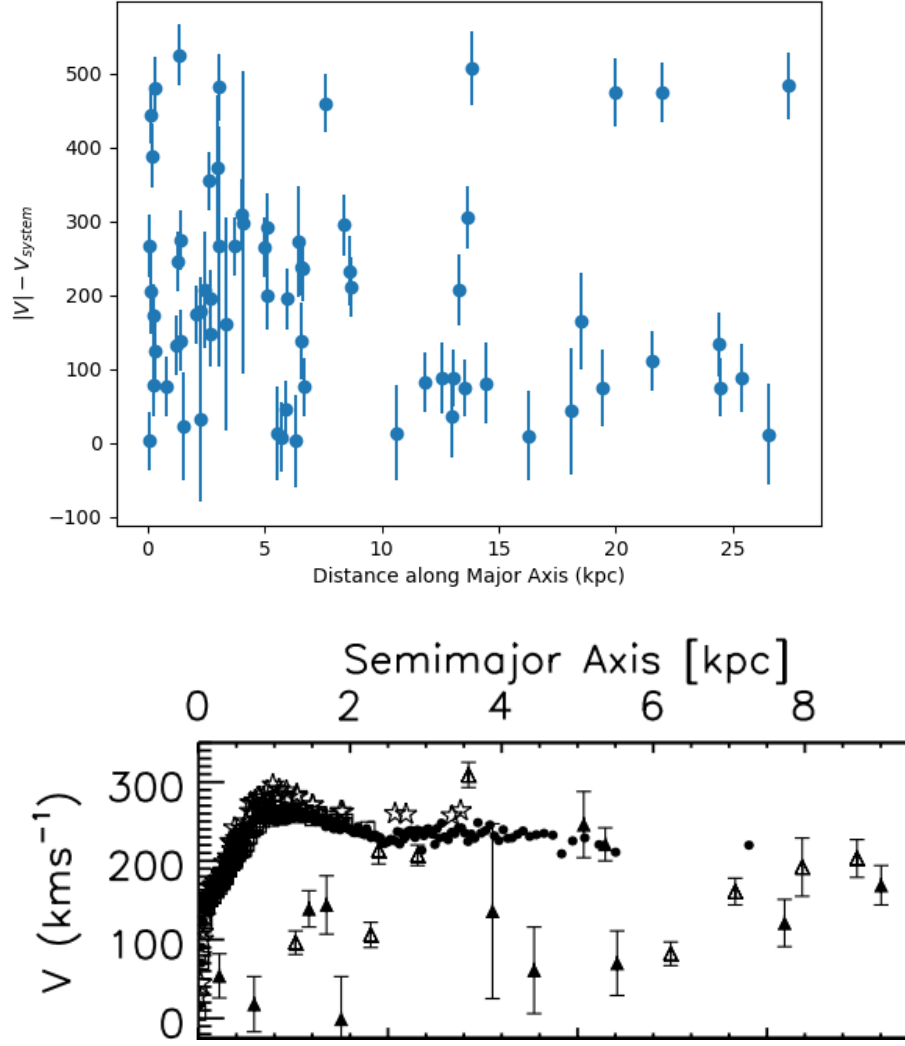 500
400
300
200
100
0
−100
|V| − V_system
0 5 10 15 20 25
Distance along Major Axis (kpc)
Semimajor Axis [kpc]
0 2 4 6 8
300
200
100
0
V (kms⁻¹)